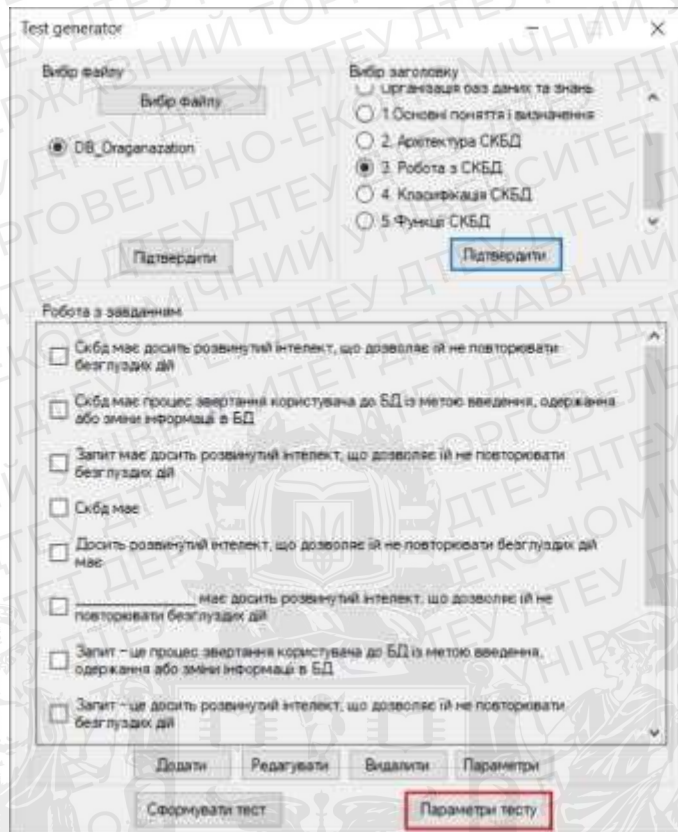 Test generator
Вибір файлу
Вибір файлу
DB_Oraganazation
Підтвердити
Вибір заголовку
Організація баз даних та знань
1.Основні поняття і визначення
2. Архітектура СКБД
3. Робота з СКБД
4. Класифікація СКБД
5.Функції СКБД
Підтвердити
Робота з завданням
Скбд має досить розвинутий інтелект, що дозволяє їй не повторювати
безглуздих дій
Скбд має процес звертання користувача до БД із метою введення, одержання
або зміни інформації в БД
Запит має досить розвинутий інтелект, що дозволяє їй не повторювати
безглуздих дій
Скбд має
Досить розвинутий інтелект, що дозволяє їй не повторювати безглуздих дій
має
________________ має досить розвинутий інтелект, що дозволяє їй не
повторювати безглуздих дій
Запит – це процес звертання користувача до БД із метою введення,
одержання або зміни інформації в БД
Запит – це досить розвинутий інтелект, що дозволяє їй не повторювати
безглуздих дій
Додати
Редагувати
Видалити
Параметри
Сформувати тест
Параметри тесту